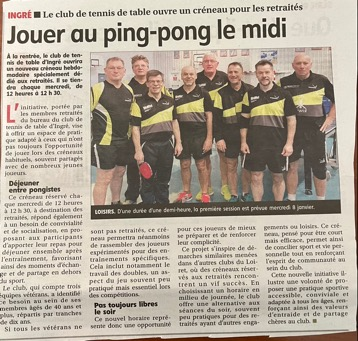 INGRÉ ■ Le club de tennis de table ouvre un créneau pour les retraités
Jouer au ping-pong le midi
À la rentrée, le club de tennis de table d'Ingré ouvrira
un nouveau créneau hebdomadaire spécialement dédié
aux retraités. Il se tiendra
chaque mercredi, de
12 heures à 12 h 30.
L'initiative, portée par
les membres retraités
du bureau du club de
table d'Ingré, vise
à offrir un espace de pratique
adapté à ceux qui n'ont
pas toujours l'opportunité
de jouer lors des créneaux
habituels, souvent partagés
avec de nombreux jeunes
joueurs.
Déjeuner
entre pongistes
Ce créneau réservé chaque
mercredi de 12 heures
à 12 h 30, à destination des
retraités, répond également
à un besoin de convivialité
et de socialisation, en
proposant aux
participants d'apporter
leur repas pour
déjeuner ensemble après
l'entraînement, favorisant
ainsi des moments d'échange
et de partage en dehors
du sport.
Le club, qui compte trois
équipes vétérans, a identifié
ce besoin au sein de ses
membres âgés de 40 ans et
plus, répartis par tranches
de dix ans.
Si tous les vétérans ne
LOISIRS. D'une durée d'une demi-heure, la première session est prévue mercredi 8 janvier.
sont pas retraités, ce
créneau permettra néanmoins
de rassembler des joueurs
expérimentés pour des
entraînements spécifiques.
Cela incluant notamment
le travail des doubles, un
aspect du jeu souvent peu
pratiqué mais essentiel lors
des compétitions.
Pas toujours libres
le soir
Ce nouvel horaire
représente donc une opportunité
pour ces joueurs de mieux
se préparer et de renforcer
leur complicité.
Ce projet s'inspire de
démarches similaires menées
dans d'autres clubs du Loiret,
où des créneaux réservés
aux retraités rencontrent
un vif succès. En
choisissant un horaire en
milieu de journée, le club
offre une alternative aux
séances du soir, souvent
peu pratiques pour des
retraités ayant d'autres
engagements ou loisirs. Ce créneau,
pensé pour être court
mais efficace, permet ainsi
de concilier sport et vie
personnelle tout en renforçant
l'esprit de communauté au sein
du club.
Cette nouvelle initiative
illustre une volonté de
proposer une pratique sportive
accessible, conviviale et
adaptée à tous les âges,
renforçant ainsi des valeurs
d'entraide et de partage
chères au club. ■